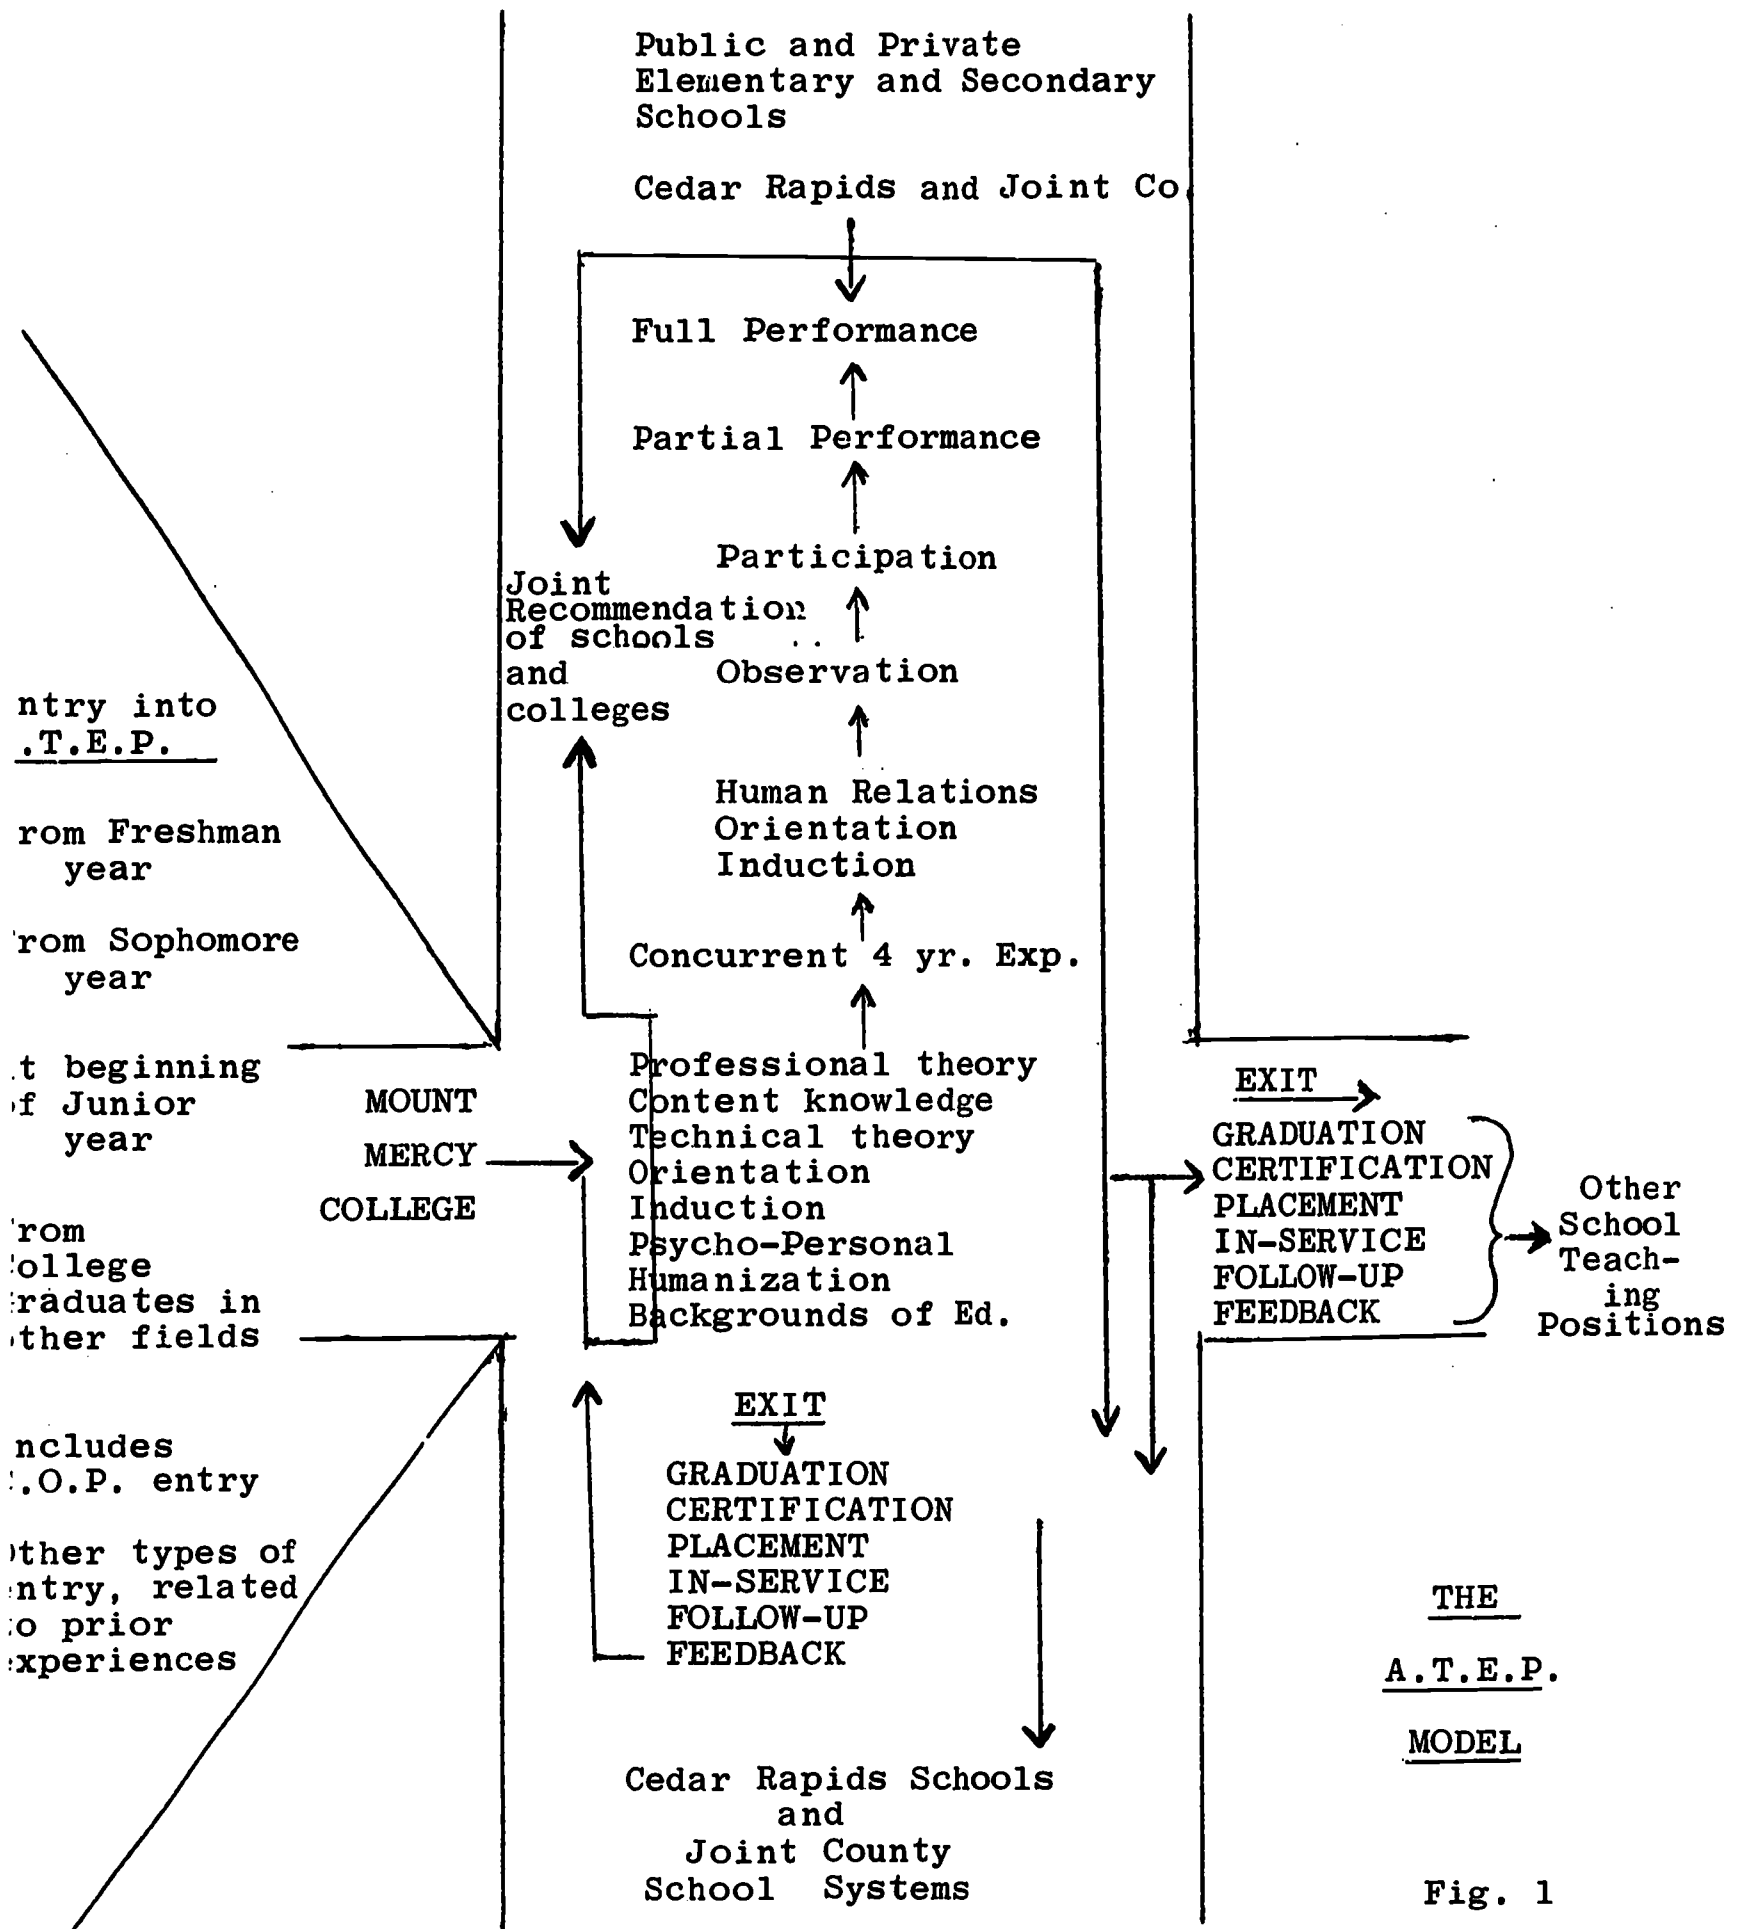 Public and Private
Elementary and Secondary
Schools
Cedar Rapids and Joint Co.
Full Performance
Partial Performance
Participation
Joint
Recommendation
of schools
and
colleges
Observation
Human Relations
Orientation
Induction
Concurrent 4 yr. Exp.
ntry into
.T.E.P.
rom Freshman
year
rom Sophomore
year
t beginning
f Junior
year
rom
ollege
raduates in
ther fields
ncludes
.O.P. entry
ther types of
ntry, related
o prior
xperiences
MOUNT
MERCY
COLLEGE
Professional theory
Content knowledge
Technical theory
Orientation
Induction
Psycho-Personal
Humanization
Backgrounds of Ed.
EXIT
GRADUATION
CERTIFICATION
PLACEMENT
IN-SERVICE
FOLLOW-UP
FEEDBACK
Other
School
Teach-
ing
Positions
EXIT
GRADUATION
CERTIFICATION
PLACEMENT
IN-SERVICE
FOLLOW-UP
FEEDBACK
Cedar Rapids Schools
and
Joint County
School Systems
THE
A.T.E.P.
MODEL
Fig. 1